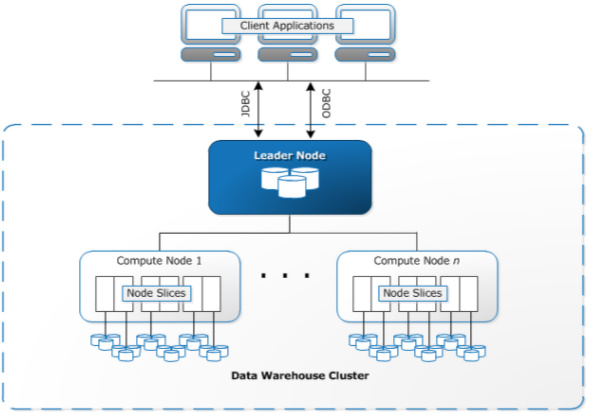 Client Applications
JDBC
ODBC
Leader Node
Compute Node 1
Compute Node n
. . .
Node Slices
Node Slices
Data Warehouse Cluster